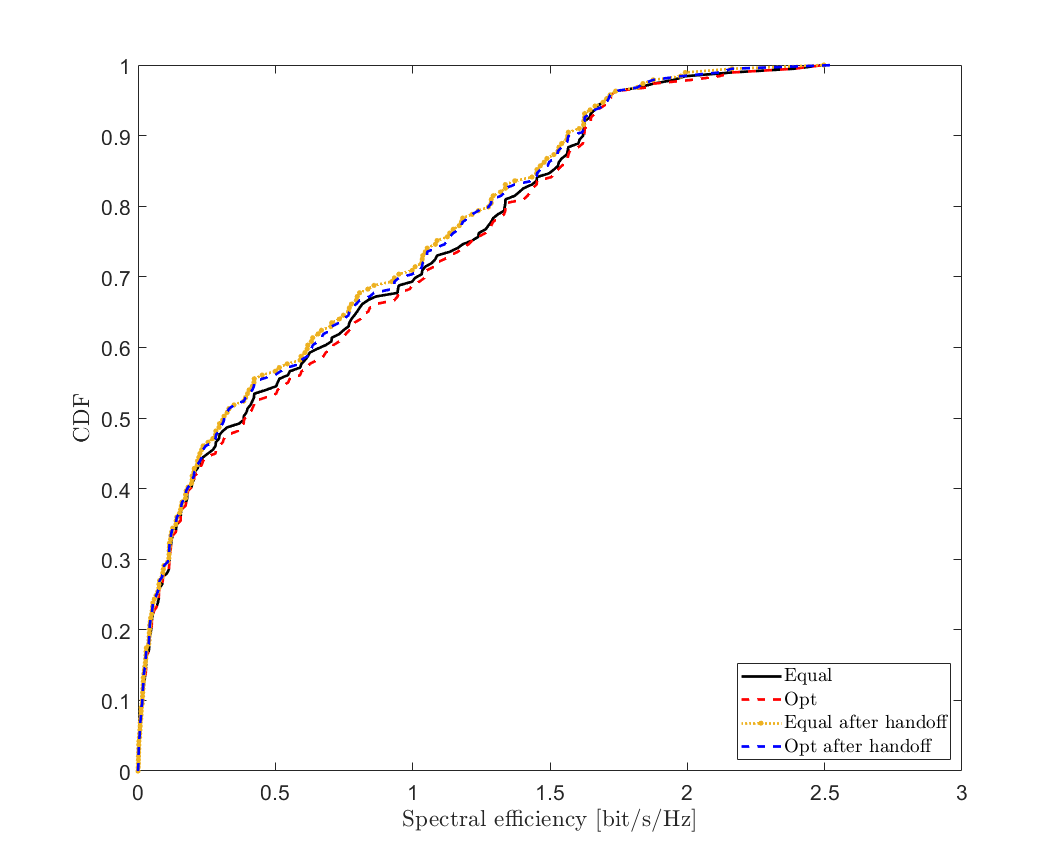 1
0.9
0.8
0.7
0.6
0.5
0.4
0.3
0.2
0.1
0
CDF
Equal
Opt
Equal after handoff
Opt after handoff
0 0.5 1 1.5 2 2.5 3
Spectral efficiency [bit/s/Hz]